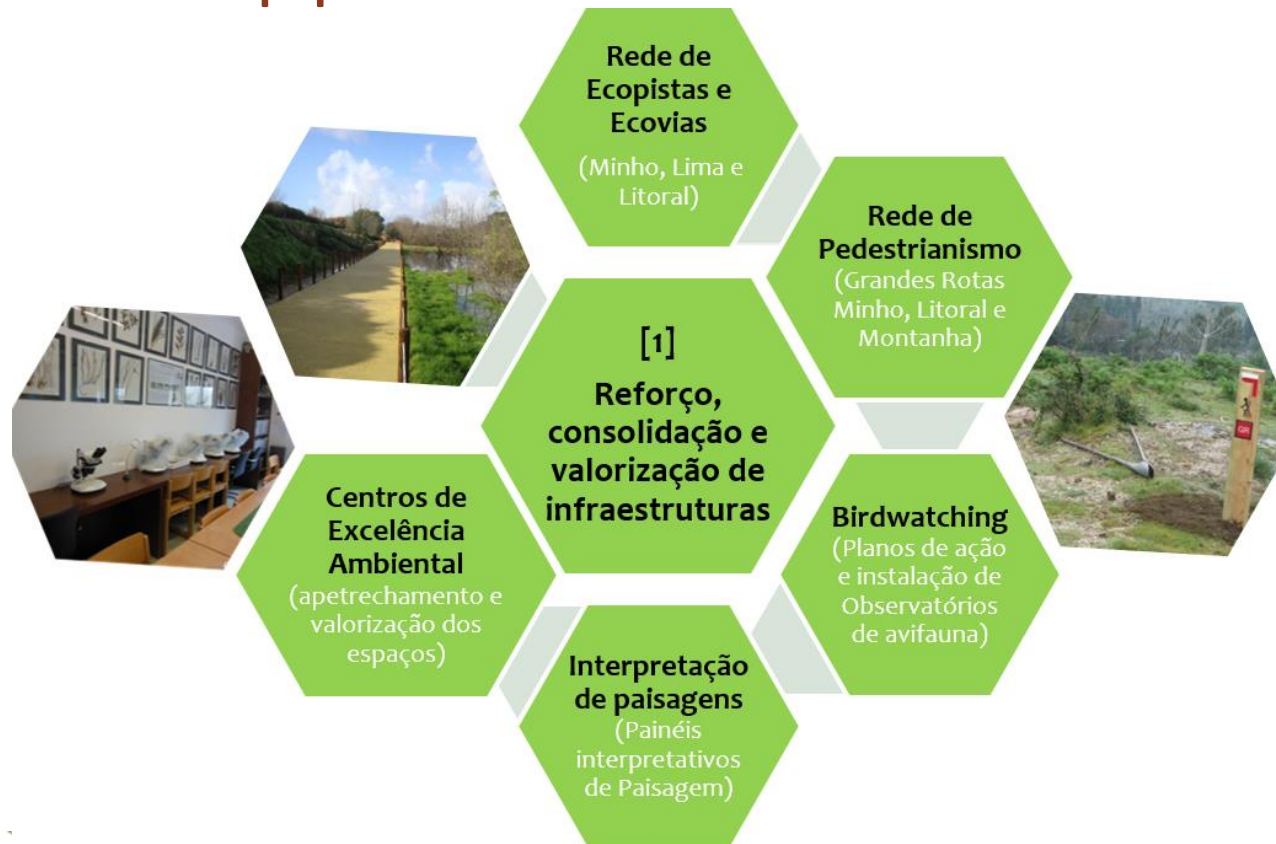 Rede de
Ecopistas e
Ecovias
(Minho, Lima e
Litoral)
Rede de
Pedestrianismo
(Grandes Rotas
Minho, Litoral e
Montanha)
[1]
Reforço,
consolidação e
valorização de
infraestruturas
GR
Centros de
Excelência
Ambiental
(apetrechamento e
valorização dos
espaços)
Birdwatching
(Planos de ação
e instalação de
Observatórios
de avifauna)
Interpretação
de paisagens
(Painéis
interpretativos
de Paisagem)